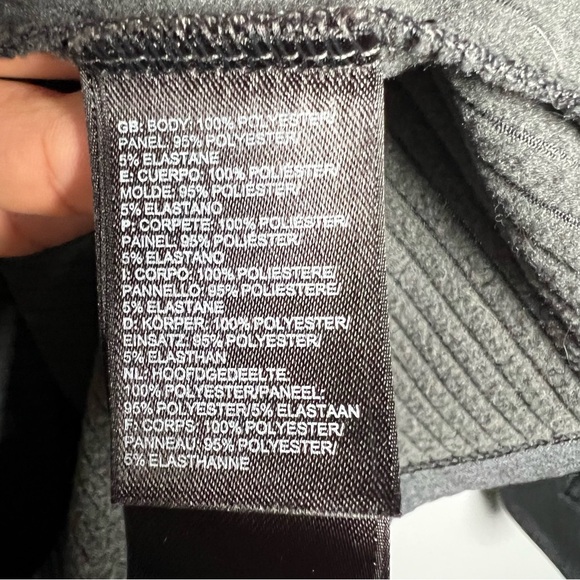 GB: BODY, 100% POLYESTER/
PANEL: 95% POLYESTER/
5% ELASTANE
E: CUERPO, 100% POLIESTER/
MOLDE: 95% POLIESTER/
5% ELASTANO
P: CORPETE: 100% POLIESTER/
PAINEL: 95% POLIESTER/
5% ELASTANO
I: CORPO, 100% POLIESTERE/
PANNELLO: 95% POLIESTERE/
5% ELASTANE
D: KÖRPER: 100% POLYESTER/
EINSATZ: 95% POLYESTER/
5% ELASTHAN
NL: HOOFDGEDEELTE:
100% POLYESTER/PANEEL:
95% POLYESTER/5% ELASTAAN
F: CORPS, 100% POLYESTER/
PANNEAU: 95% POLYESTER/
5% ELASTHANNE